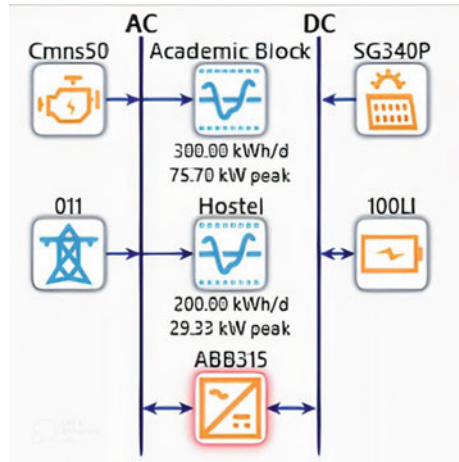 AC DC
Cmns50 Academic Block SG340P
300.00 kWh/d
75.70 kW peak
011 Hostel 100LI
200.00 kWh/d
29.33 kW peak
ABB315